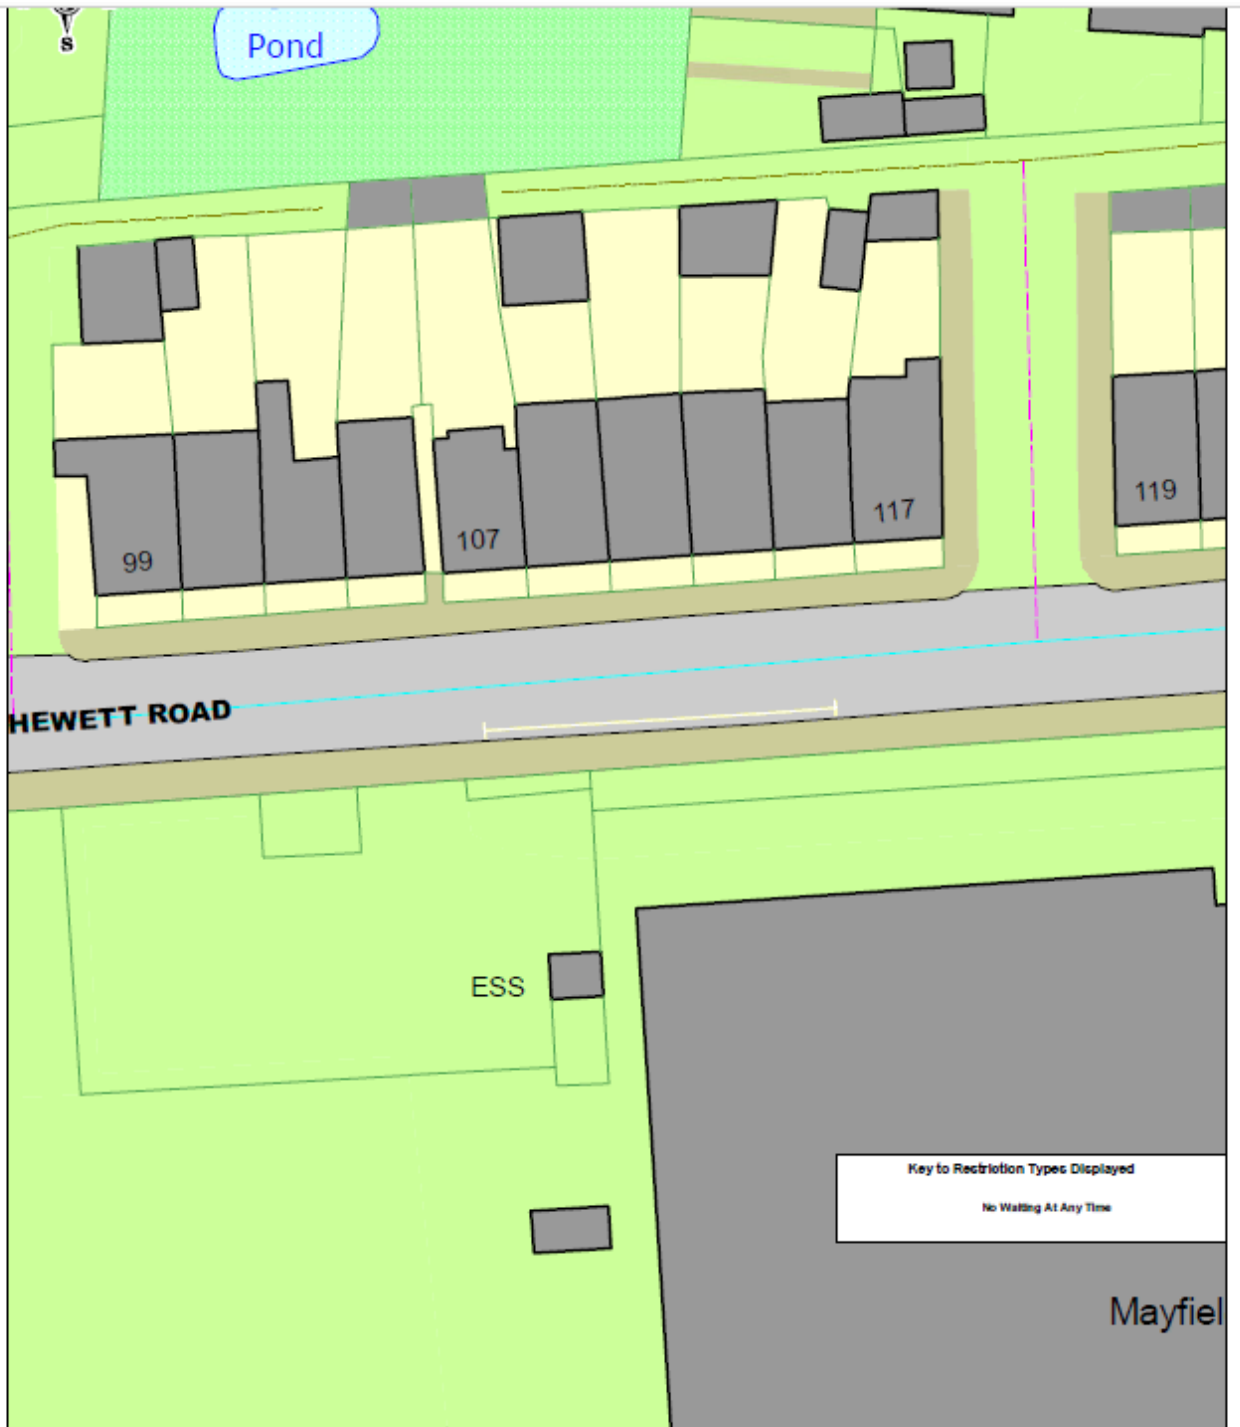 S
Pond
99
107
117
119
HEWETT ROAD
ESS
Key to Restriction Types Displayed
No Waiting At Any Time
Mayfiel